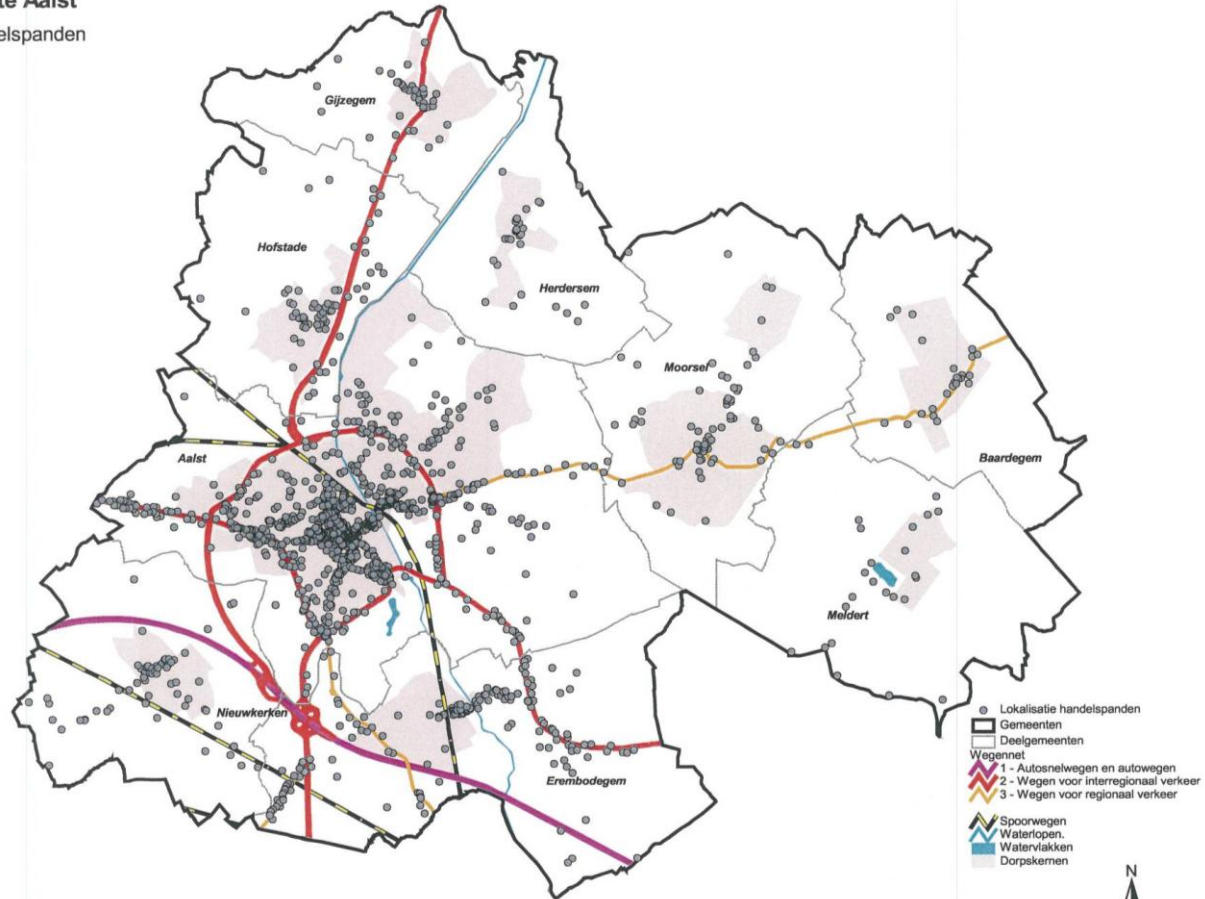 te Aalst
elspanden
Gijzegem
Hofstade
Herdersem
Moorsel
Aalst
Baardegem
Meldert
Nieuwkerken
Erembodegem
Lokalisatie handelspanden
Gemeenten
Deelgemeenten
Wegennet
1 - Autosnelwegen en autowegen
2 - Wegen voor interregionaal verkeer
3 - Wegen voor regionaal verkeer
Spoorwegen
Waterlopen.
Watervlakken
Dorpskernen
N